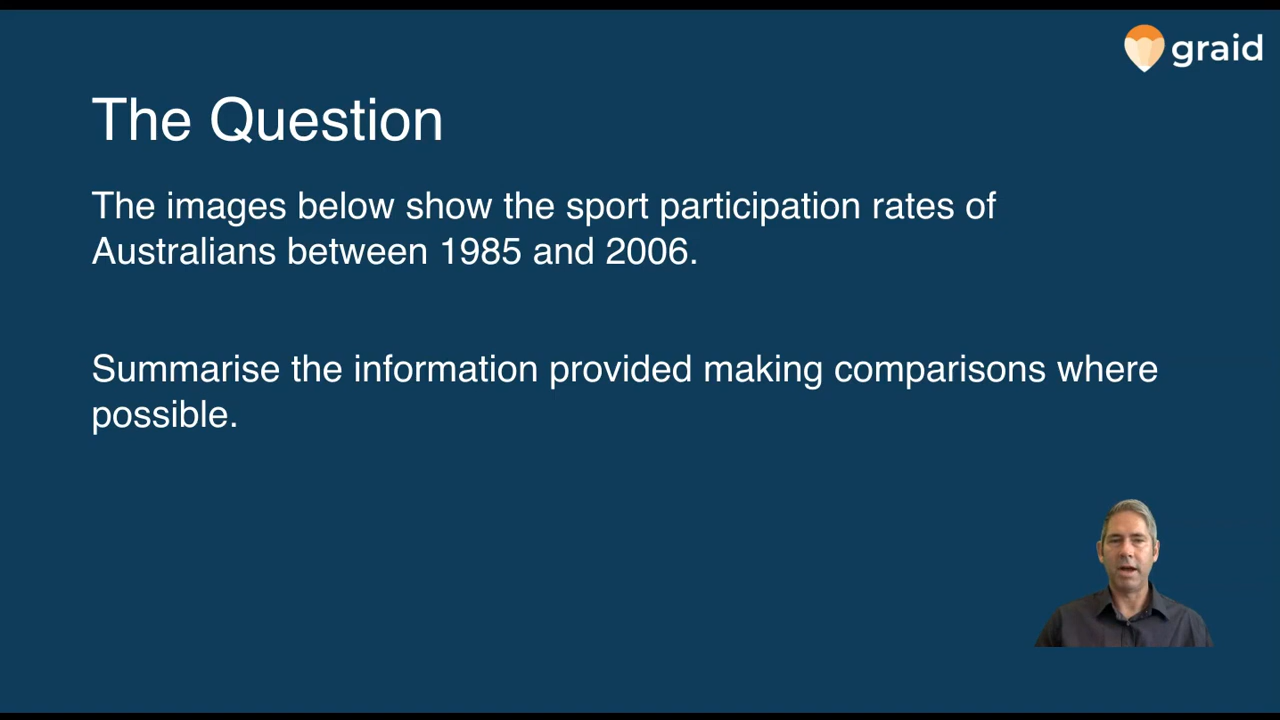 graid
The Question
The images below show the sport participation rates of
Australians between 1985 and 2006.
Summarise the information provided making comparisons where
possible.